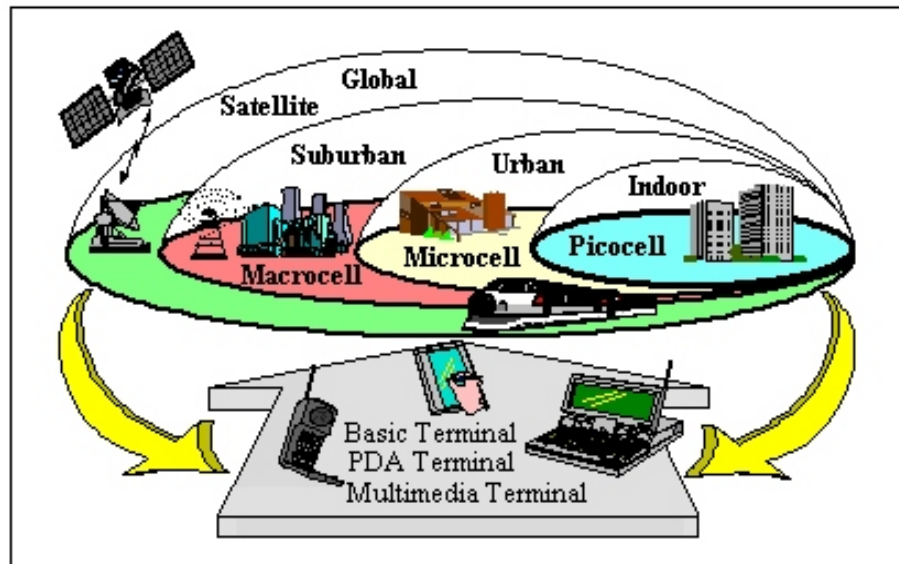 Global
Satellite
Suburban
Urban
Indoor
Macrocell
Microcell
Picocell
Basic Terminal
PDA Terminal
Multimedia Terminal